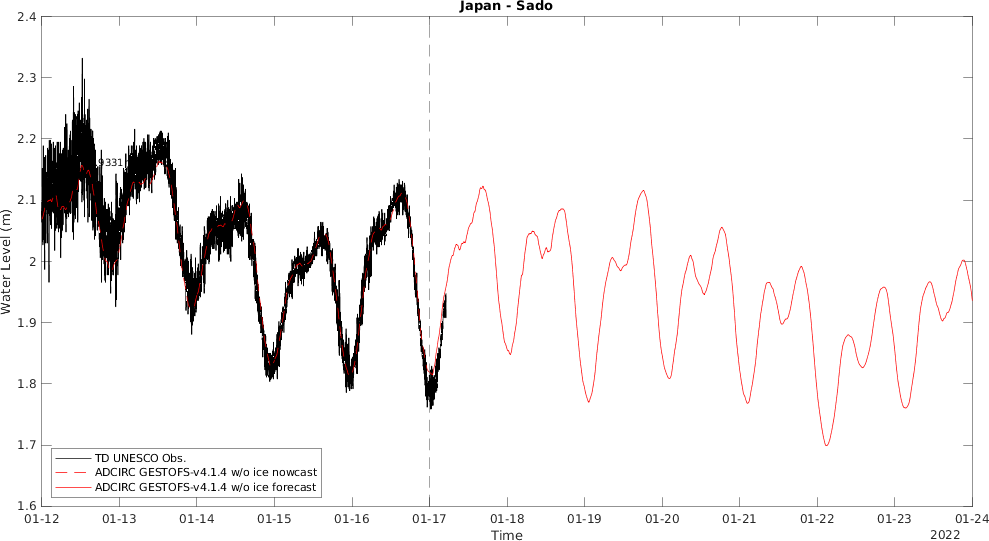 Japan - Sado
2.4
2.3
2.2
2.1
2
1.9
1.8
1.7
1.6
Water Level (m)
9331
TD UNESCO Obs.
ADCIRC GESTOFS-v4.1.4 w/o ice nowcast
ADCIRC GESTOFS-v4.1.4 w/o ice forecast
01-12 01-13 01-14 01-15 01-16 01-17 01-18 01-19 01-20 01-21 01-22 01-23 01-24
Time
2022